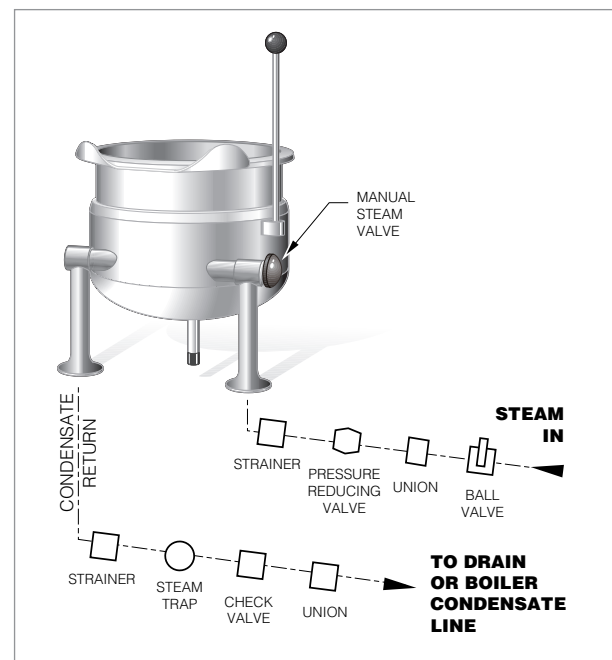 MANUAL
STEAM
VALVE
STEAM
IN
STRAINER
PRESSURE
REDUCING
VALVE
UNION
BALL
VALVE
CONDENSATE
RETURN
STRAINER
STEAM
TRAP
CHECK
VALVE
UNION
TO DRAIN
OR BOILER
CONDENSATE
LINE